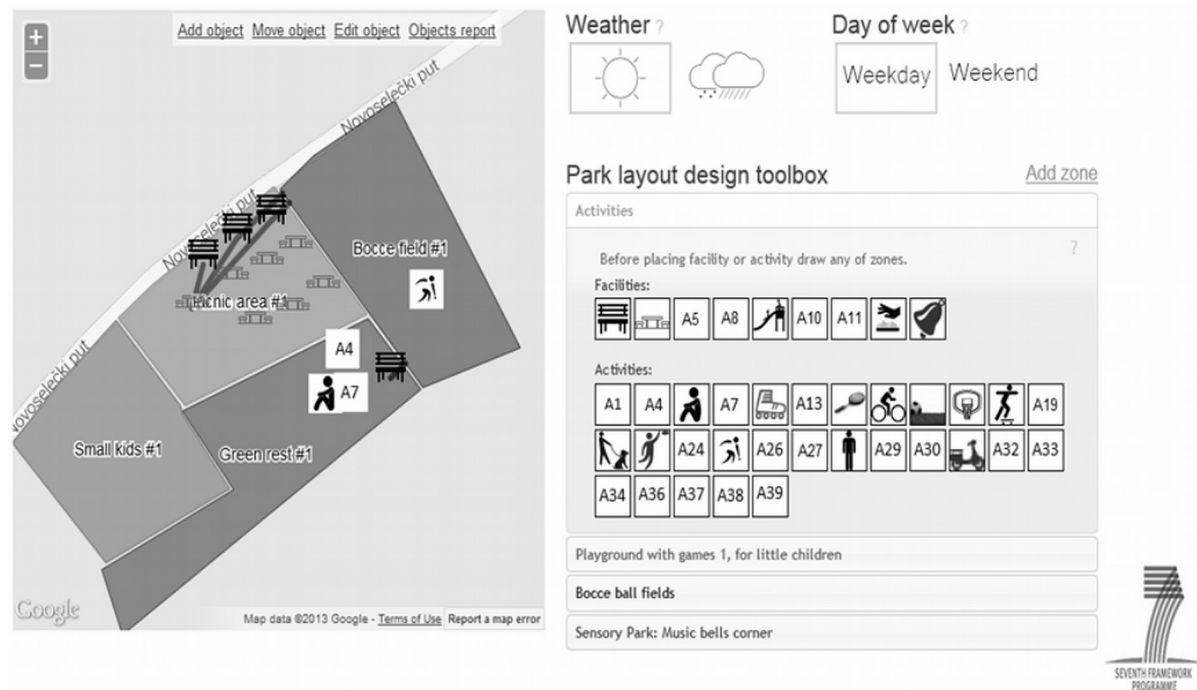 +
−
Add object Move object Edit object Objects report
Novoselečki put
Novoselečki put
Novoselečki put
Bocce field #1
Picnic area #1
A4
A7
Small kids #1
Green rest #1
Google
Map data ©2013 Google - Terms of Use Report a map error
Weather ?
Day of week ?
Weekday Weekend
Park layout design toolbox
Add zone
Activities
?
Before placing facility or activity draw any of zones.
Facilities:
A5 A8 A10 A11
Activities:
A1 A4 A7 A13 A19
A24 A26 A27 A29 A30 A32 A33
A34 A36 A37 A38 A39
Playground with games 1, for little children
Bocce ball fields
Sensory Park: Music bells corner
SEVENTH FRAMEWORK
PROGRAMME